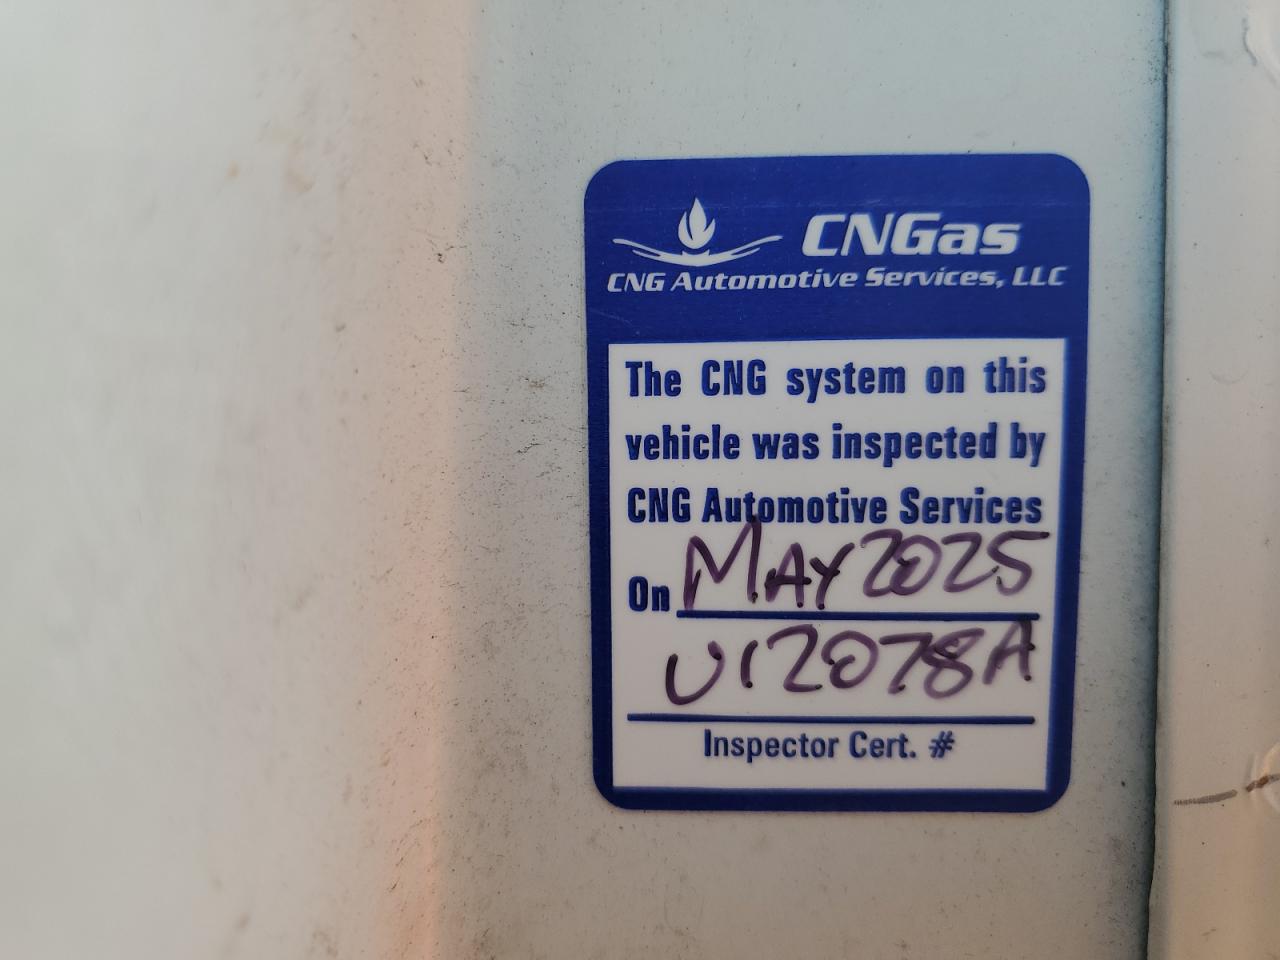 CNGas
CNG Automotive Services, LLC
The CNG system on this
vehicle was inspected by
CNG Automotive Services
On MAY 2025
U12078A
Inspector Cert. #